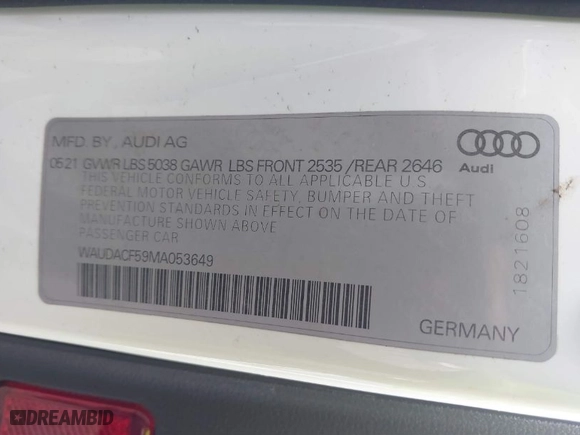 MFD. BY. AUDI AG
05.21 GVWR LBS 5038 GAWR LBS FRONT 2535 /REAR 2646
THIS VEHICLE CONFORMS TO ALL APPLICABLE U S
FEDERAL MOTOR VEHICLE SAFETY, BUMPER AND THEFT
PREVENTION STANDARDS IN EFFECT ON THE DATE OF
MANUFACTURE SHOWN ABOVE
PASSENGER CAR
WAUDACF59MA053649
Audi
1821608
GERMANY
DREAMBID